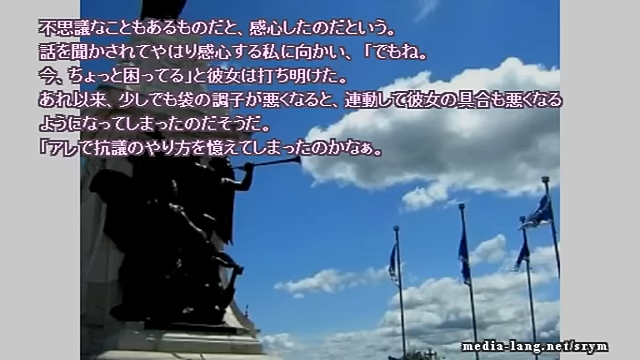 不思議なこともあるものだと、感心したのだという。
話を聞かされてやはり感心する私に向かい、「でもね。
今、ちょっと困ってる」と彼女は打ち明けた。
あれ以来、少しでも袋の調子が悪くなると、連動して彼女の具合も悪くなる
ようになってしまったのだそうだ。
「アレで抗議のやり方を憶えてしまったのかなぁ。
media-lang.net/srym